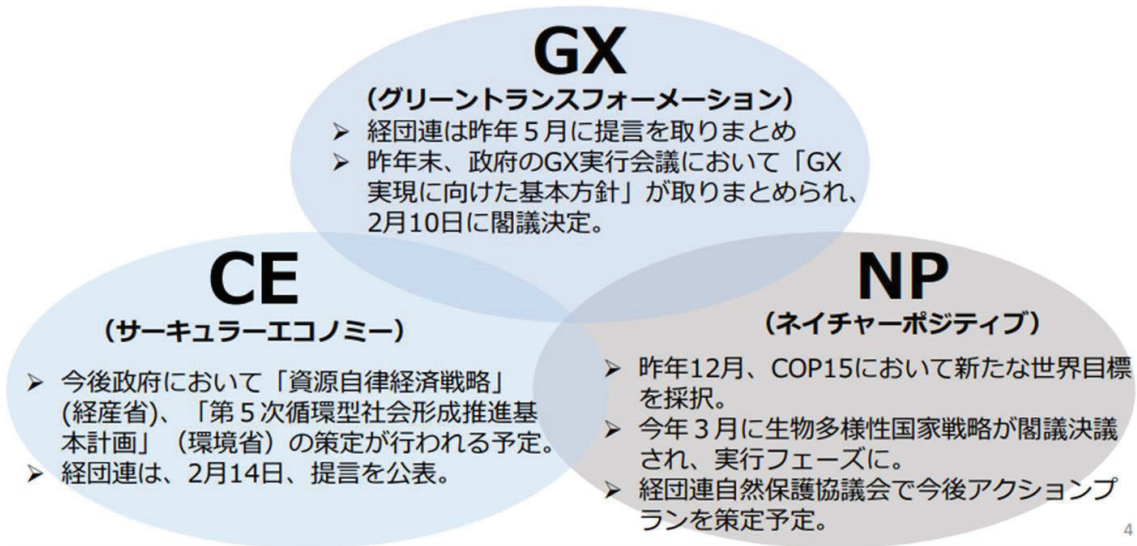 GX
（グリーントランスフォーメーション）
➢ 経団連は昨年５月に提言を取りまとめ
➢ 昨年末、政府のGX実行会議において「GX
実現に向けた基本方針」が取りまとめられ、
2月10日に閣議決定。
CE
（サーキュラーエコノミー）
➢ 今後政府において「資源自律経済戦略」
(経産省)、「第５次循環型社会形成推進基
本計画」（環境省）の策定が行われる予定。
➢ 経団連は、2月14日、提言を公表。
NP
（ネイチャーポジティブ）
➢ 昨年12月、COP15において新たな世界目標
を採択。
➢ 今年３月に生物多様性国家戦略が閣議決議
され、実行フェーズに。
➢ 経団連自然保護協議会で今後アクションプ
ランを策定予定。
4